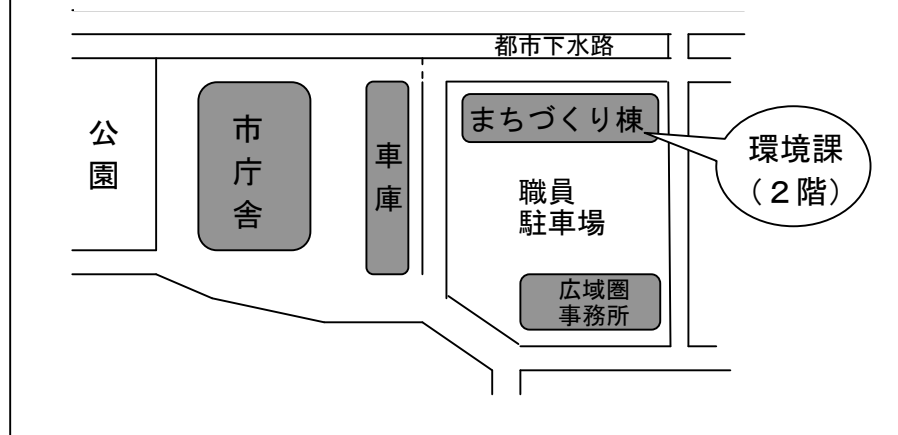 都市下水路
公園
市庁舎
車庫
まちづくり棟
環境課
（２階）
職員
駐車場
広域圏
事務所